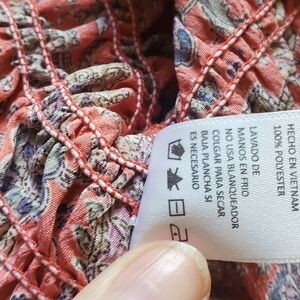 HECHO EN VIETNAM
100% POLYESTER
LAVADO DE
MANOS EN FRIO
NO USA BLANQUEADOR
COLGAR PARA SECAR
BAJA PLANCHA SI
ES NECESARIO